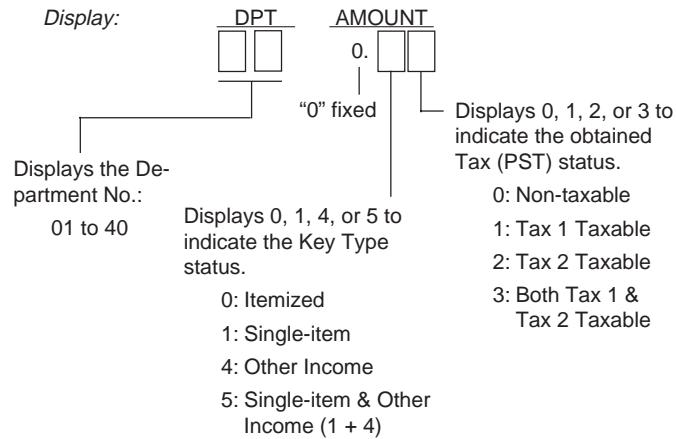 Display:
DPT
AMOUNT
0.
“0” fixed
Displays the De-
partment No.:
01 to 40
Displays 0, 1, 4, or 5 to
indicate the Key Type
status.
0: Itemized
1: Single-item
4: Other Income
5: Single-item & Other
Income (1 + 4)
Displays 0, 1, 2, or 3 to
indicate the obtained
Tax (PST) status.
0: Non-taxable
1: Tax 1 Taxable
2: Tax 2 Taxable
3: Both Tax 1 &
Tax 2 Taxable